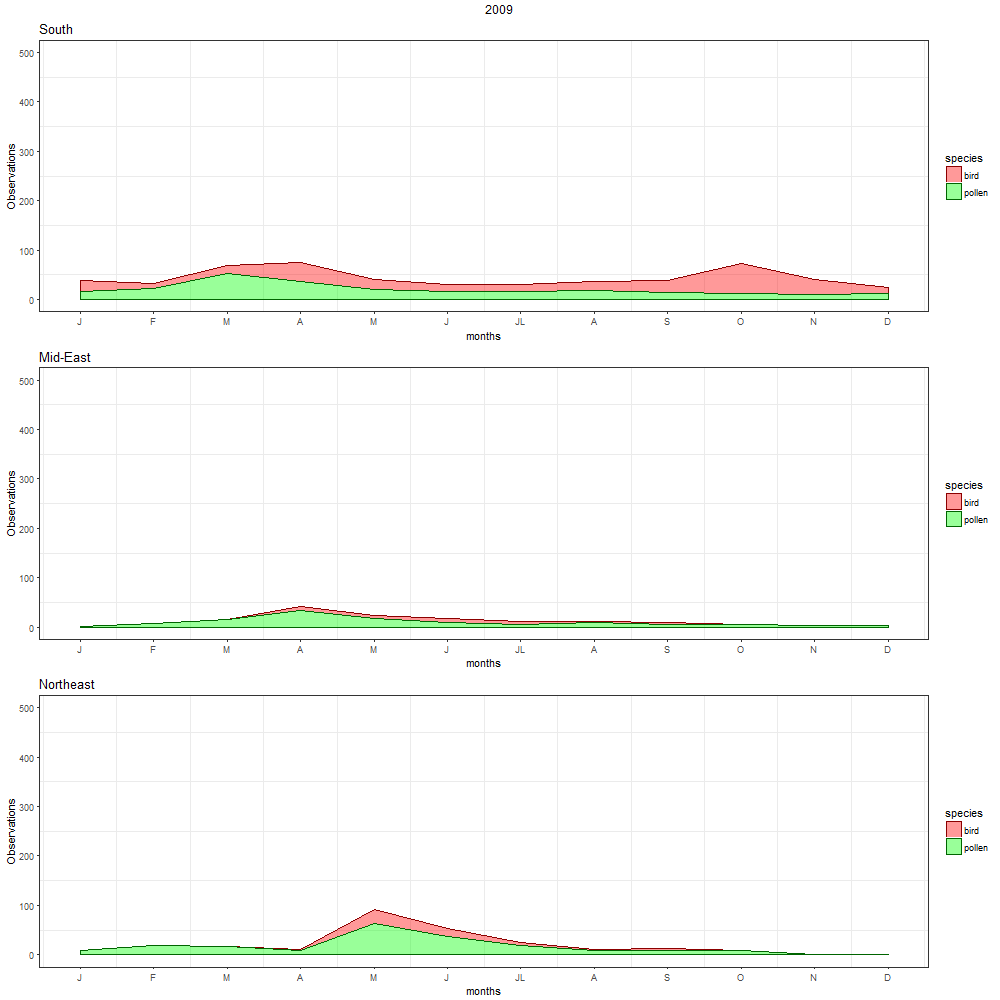 2009
South
500
400
300
200
100
0
Observations
J F M A M J JL A S O N D
months
species
bird
pollen
Mid-East
500
400
300
200
100
0
Observations
J F M A M J JL A S O N D
months
species
bird
pollen
Northeast
500
400
300
200
100
0
Observations
J F M A M J JL A S O N D
months
species
bird
pollen